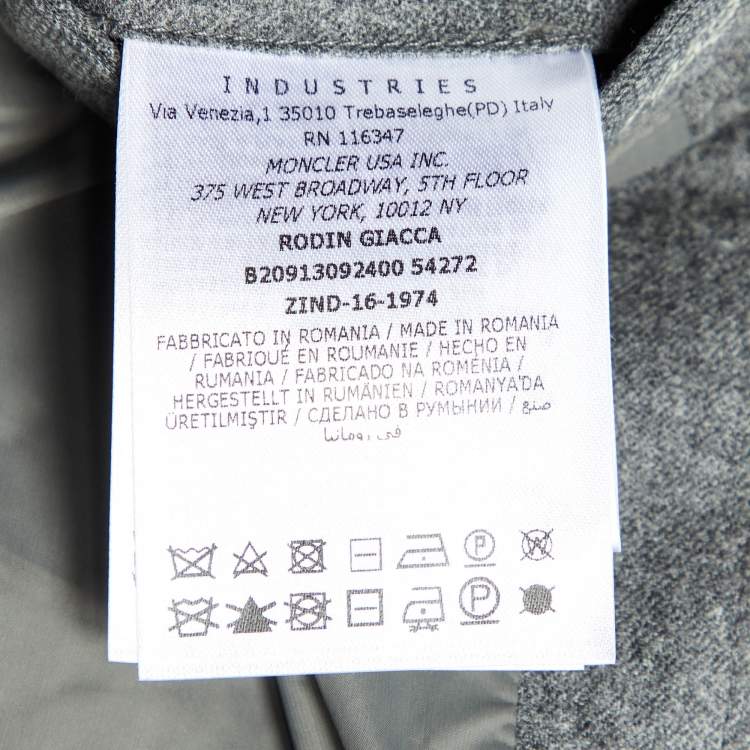 INDUSTRIES
Via Venezia,1 35010 Trebaseleghe(PD) Italy
RN 116347
MONCLER USA INC.
375 WEST BROADWAY, 5TH FLOOR
NEW YORK, 10012 NY
RODIN GIACCA
B20913092400 54272
ZIND-16-1974
FABBRICATO IN ROMANIA / MADE IN ROMANIA
/ FABRIQUÉ EN ROUMANIE / HECHO EN
RUMANIA / FABRICADO NA ROMÉNIA /
HERGESTELLT IN RUMÄNIEN / ROMANYA'DA
ÜRETILMIŞTIR / СДЕЛАНО В РУМЫНИИ / صنع
في رومانيا
P W
P